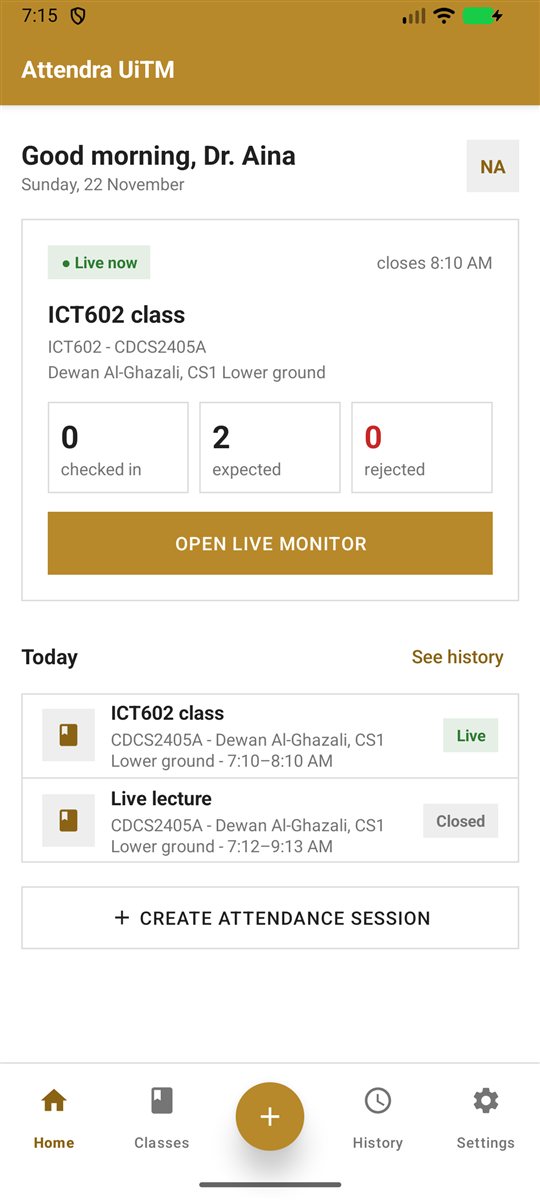 7:15
Attendra UiTM
Good morning, Dr. Aina
Sunday, 22 November
NA
• Live now
closes 8:10 AM
ICT602 class
ICT602 - CDCS2405A
Dewan Al-Ghazali, CS1 Lower ground
0
checked in
2
expected
0
rejected
OPEN LIVE MONITOR
Today
See history
ICT602 class
CDCS2405A - Dewan Al-Ghazali, CS1
Lower ground - 7:10–8:10 AM
Live
Live lecture
CDCS2405A - Dewan Al-Ghazali, CS1
Lower ground - 7:12–9:13 AM
Closed
+ CREATE ATTENDANCE SESSION
Home
Classes
+
History
Settings